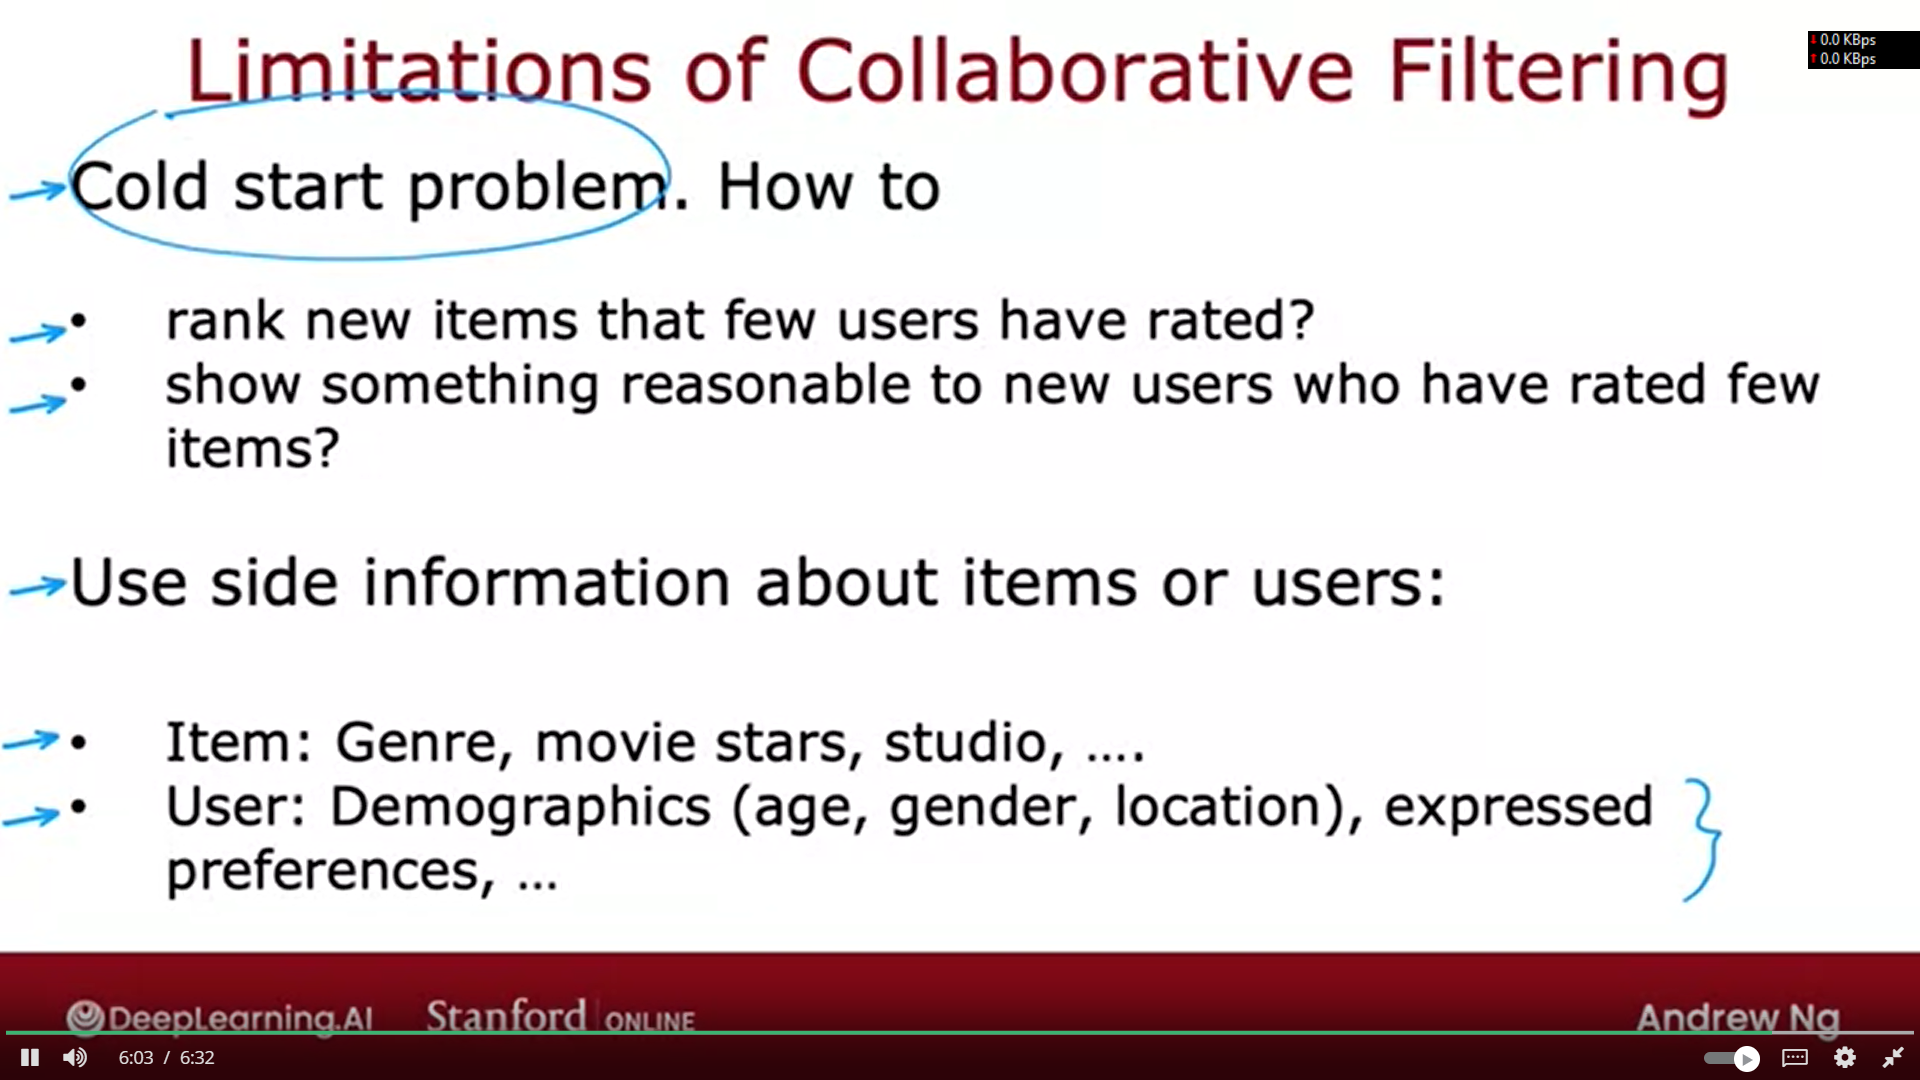 Limitations of Collaborative Filtering
0.0 KBps
0.0 KBps
Cold start problem. How to
• rank new items that few users have rated?
• show something reasonable to new users who have rated few
items?
Use side information about items or users:
• Item: Genre, movie stars, studio, ....
• User: Demographics (age, gender, location), expressed
preferences, ...
DeepLearning.AI Stanford | ONLINE Andrew Ng
6:03 / 6:32